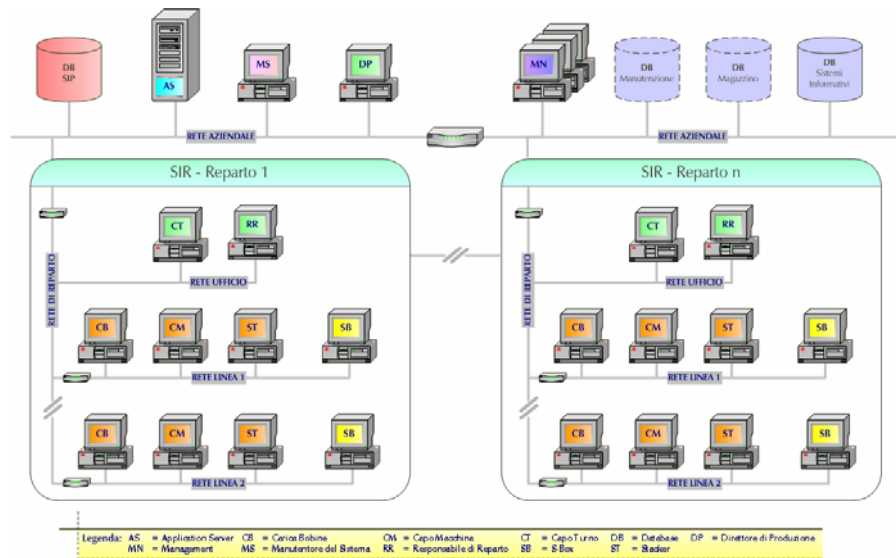 DB
SIP
AS
MS
DP
MN
DB
Manutenzione
DB
Magazzino
DB
Sistemi
Informativi
RETE AZIENDALE
RETE AZIENDALE
SIR - Reparto 1
SIR - Reparto n
CT
RR
CT
RR
RETE DI REPARTO
RETE UFFICIO
RETE DI REPARTO
RETE UFFICIO
CB
CM
ST
SB
CB
CM
ST
SB
RETE LINEA 1
RETE LINEA 1
CB
CM
ST
SB
CB
CM
ST
SB
RETE LINEA 2
RETE LINEA 2
Legenda: AS = Application Server CB = Carica Bobine CM = Capo Macchina CT = Capo Turno DB = Database DP = Direttore di Produzione
MN = Management MS = Manutentore del Sistema RR = Responsabile di Reparto SB = S-Box ST = Stacker